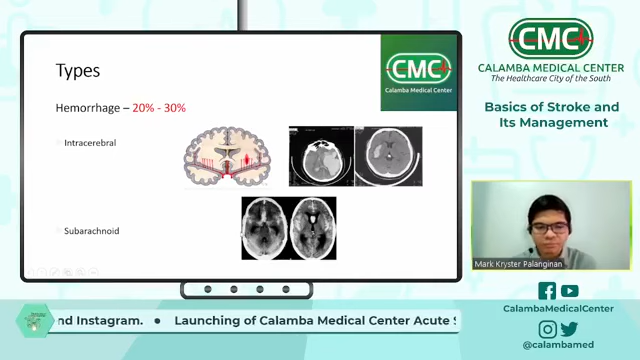 Types
CMC
Calamba Medical Center
Hemorrhage – 20% - 30%
Intracerebral
Subarachnoid
CMC
CALAMBA MEDICAL CENTER
The Healthcare City of the South
Basics of Stroke and
Its Management
Mark Kryster Palanginan
CalambaMedicalCenter
@calambamed
nd Instagram. • Launching of Calamba Medical Center Acute S